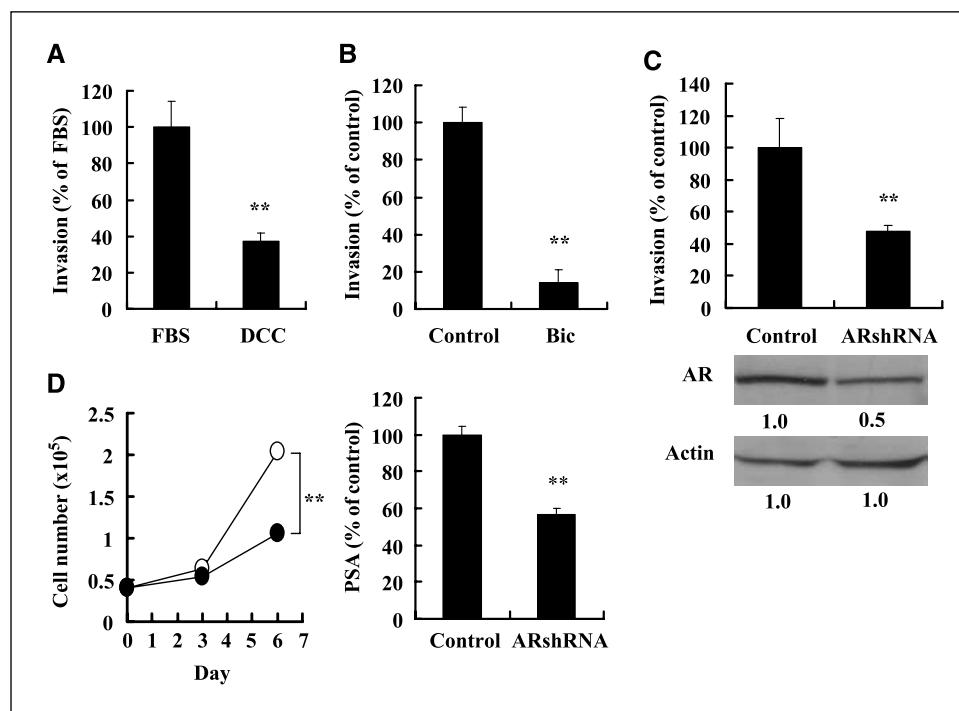 A
Invasion (% of FBS)
120
100
80
60
40
20
0
**
FBS DCC
B
Invasion (% of control)
120
100
80
60
40
20
0
**
Control Bic
C
Invasion (% of control)
140
120
100
80
60
40
20
0
**
Control ARshRNA
AR
1.0 0.5
Actin
1.0 1.0
D
Cell number (x10⁵)
2.5
2
1.5
1
0.5
0
**
0 1 2 3 4 5 6 7
Day
PSA (% of control)
120
100
80
60
40
20
0
**
Control ARshRNA